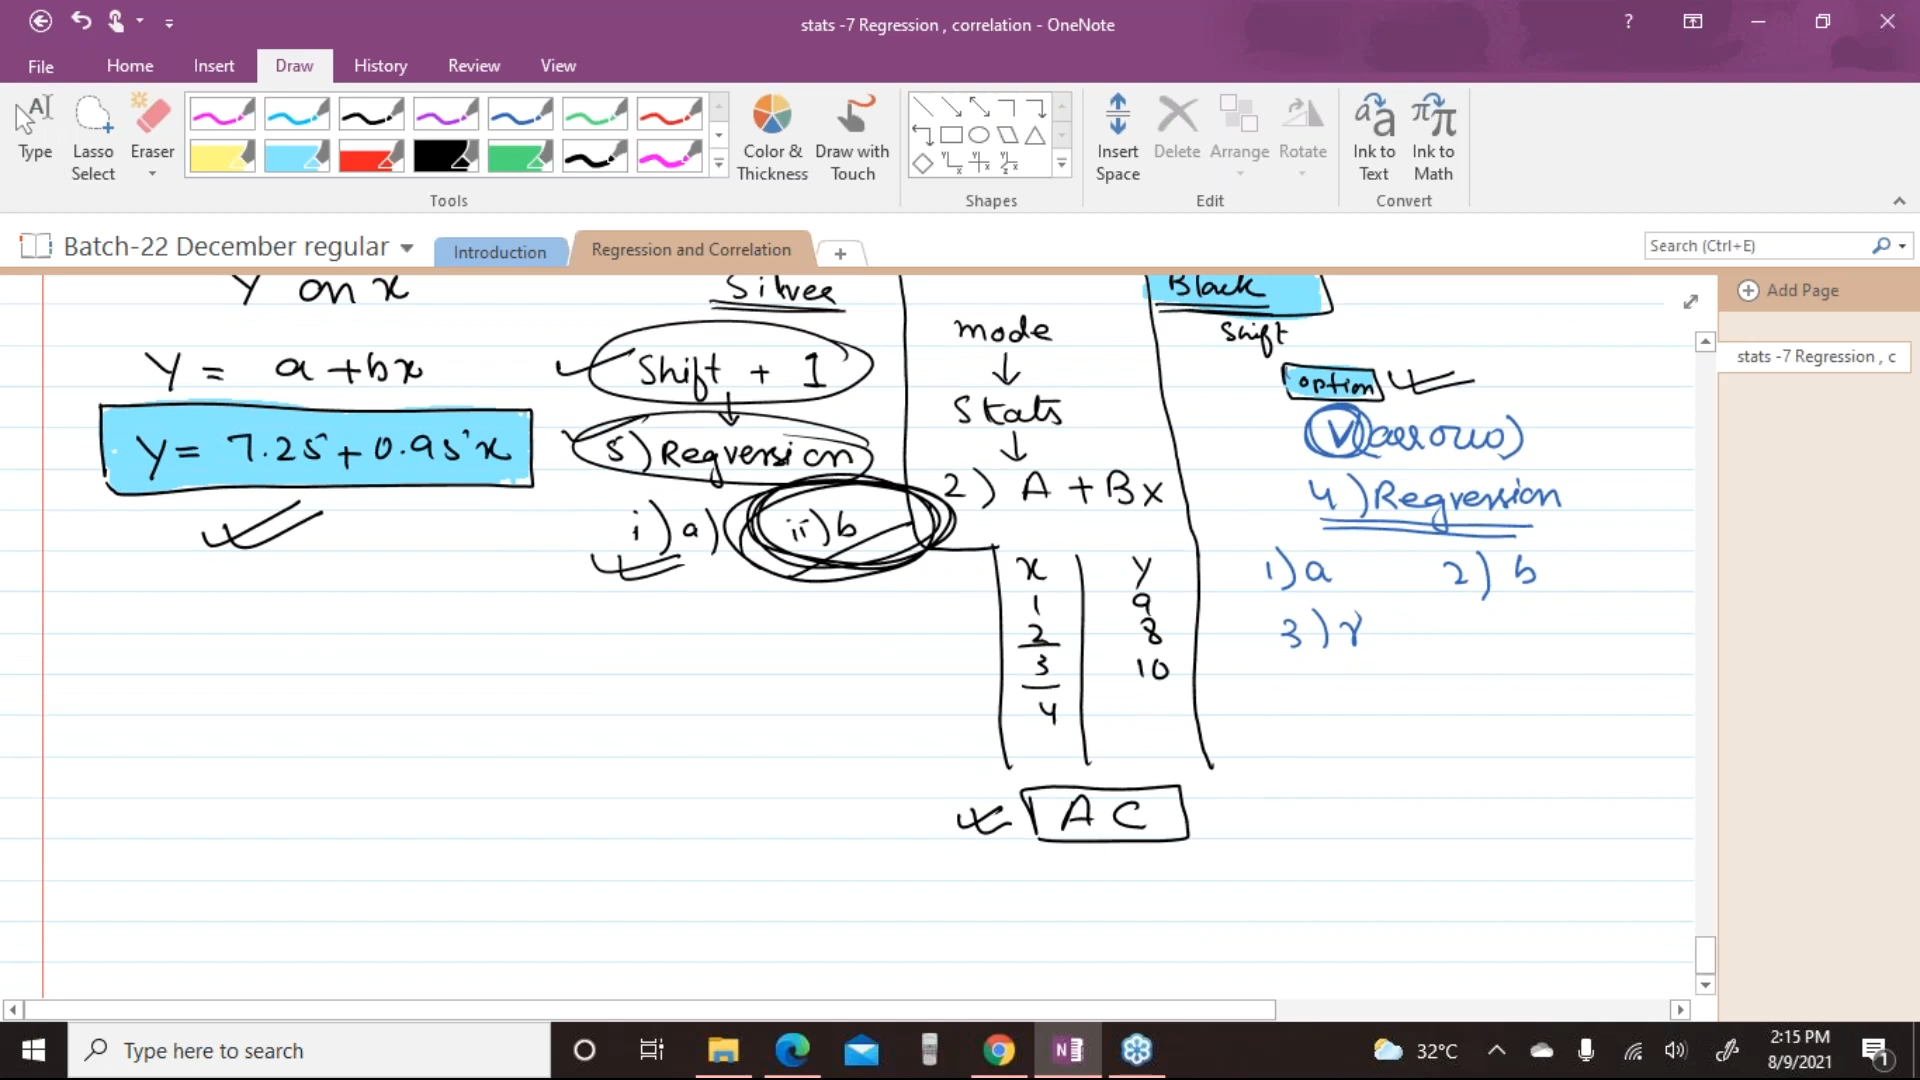 stats -7 Regression , correlation - OneNote
?
File
Home
Insert
Draw
History
Review
View
Type
Lasso Select
Eraser
Color & Thickness
Draw with Touch
Insert Space
Delete
Arrange
Rotate
Ink to Text
Ink to Math
Tools
Shapes
Edit
Convert
Batch-22 December regular
Introduction
Regression and Correlation
Search (Ctrl+E)
Add Page
stats -7 Regression , c
Y on x
Y = a + bx
Y = 7.25 + 0.95 x
Silver
Shift + 1
5) Regression
i) a) ii) b
mode
↓
Stats
↓
2) A + Bx
x y
1 9
2 8
3 10
4
AC
Black
Shift
option
V (arrow)
4) Regression
1) a 2) b
3) r
Type here to search
32°C
2:15 PM
8/9/2021
1